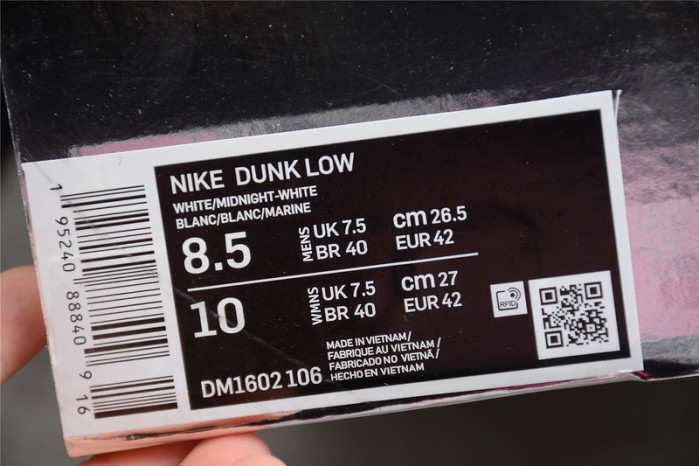 NIKE DUNK LOW
WHITE/MIDNIGHT-WHITE
BLANC/BLANC/MARINE
8.5 MENS UK 7.5 cm 26.5
BR 40 EUR 42
10 WMNS UK 7.5 cm 27
BR 40 EUR 42
RFID
MADE IN VIETNAM/
FABRIQUE AU VIETNAM/
FABRICADO NO VIETNÃ/
HECHO EN VIETNAM
DM1602 106
1 95240 88840 9 16